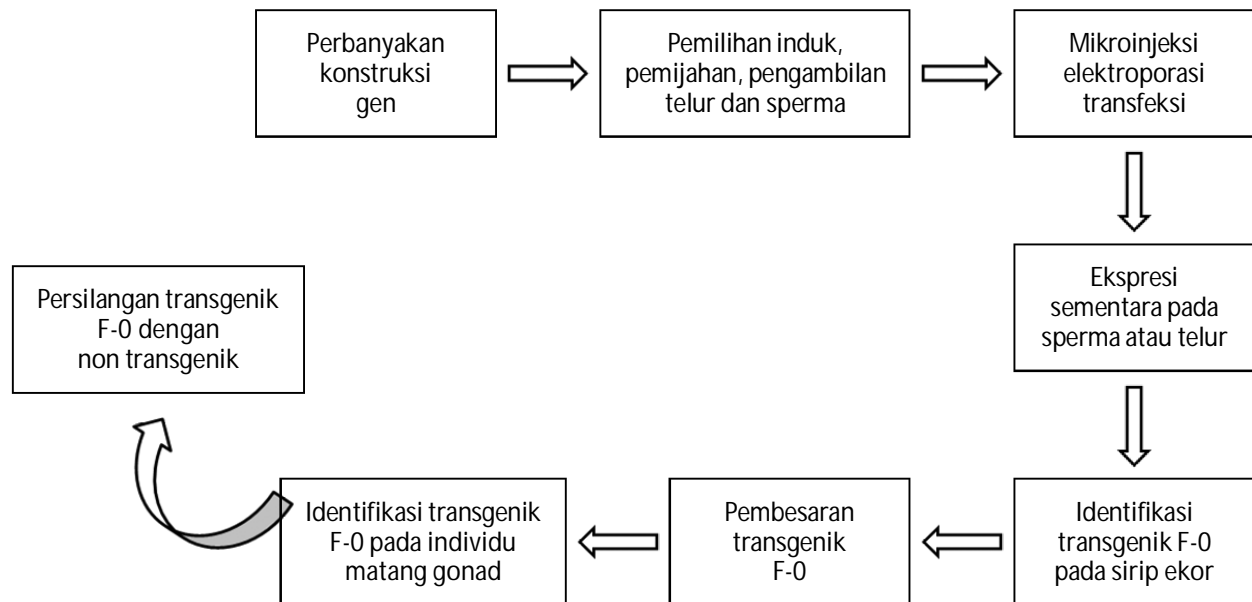 Perbanyakan
konstruksi
gen
Pemilihan induk,
pemijahan, pengambilan
telur dan sperma
Mikroinjeksi
elektroporasi
transfeksi
Ekspresi
sementara pada
sperma atau telur
Identifikasi
transgenik F-0
pada sirip ekor
Pembesaran
transgenik
F-0
Identifikasi transgenik
F-0 pada individu
matang gonad
Persilangan transgenik
F-0 dengan
non transgenik